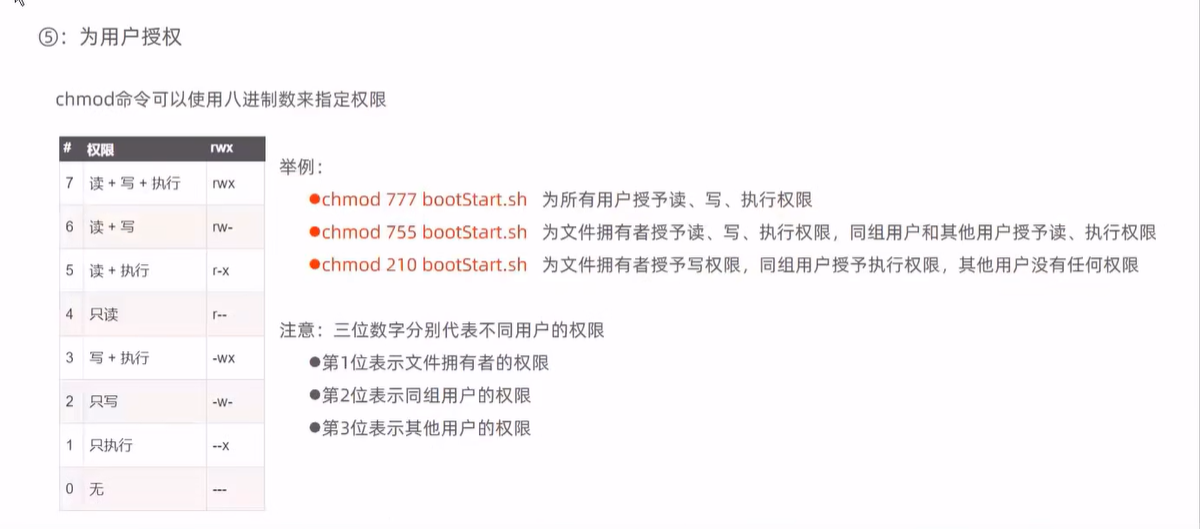 ⑤：为用户授权
chmod命令可以使用八进制数来指定权限
# 权限 rwx
7 读 + 写 + 执行 rwx
6 读 + 写 rw-
5 读 + 执行 r-x
4 只读 r--
3 写 + 执行 -wx
2 只写 -w-
1 只执行 --x
0 无 ---
举例：
●chmod 777 bootStart.sh 为所有用户授予读、写、执行权限
●chmod 755 bootStart.sh 为文件拥有者授予读、写、执行权限，同组用户和其他用户授予读、执行权限
●chmod 210 bootStart.sh 为文件拥有者授予写权限，同组用户授予执行权限，其他用户没有任何权限
注意：三位数字分别代表不同用户的权限
●第1位表示文件拥有者的权限
●第2位表示同组用户的权限
●第3位表示其他用户的权限